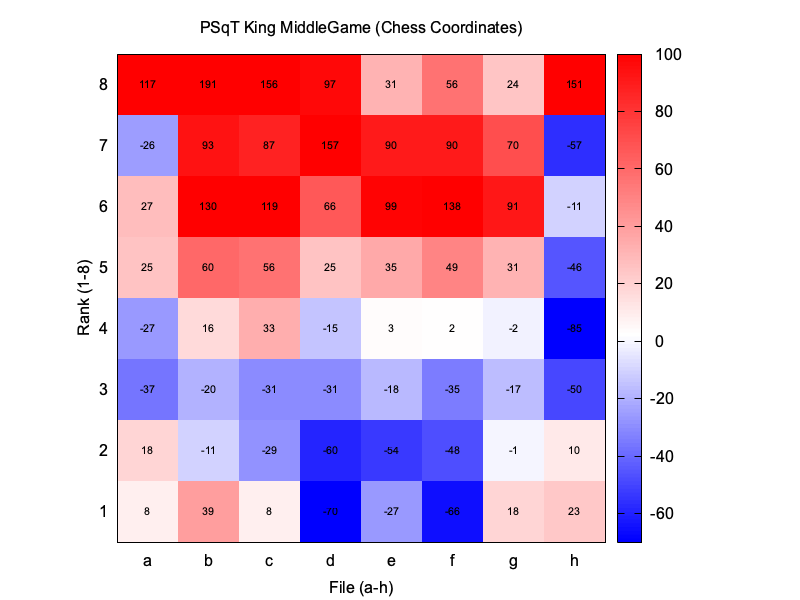 PSqT King MiddleGame (Chess Coordinates)
8 117 191 156 97 31 56 24 151 100
80
7 -26 93 87 157 90 90 70 -57
60
6 27 130 119 66 99 138 91 -11
40
5 25 60 56 25 35 49 31 -46
20
Rank (1-8)
4 -27 16 33 -15 3 2 -2 -85
0
3 -37 -20 -31 -31 -18 -35 -17 -50
-20
2 18 -11 -29 -60 -54 -48 -1 10
-40
1 8 39 8 -70 -27 -66 18 23
-60
a b c d e f g h
File (a-h)